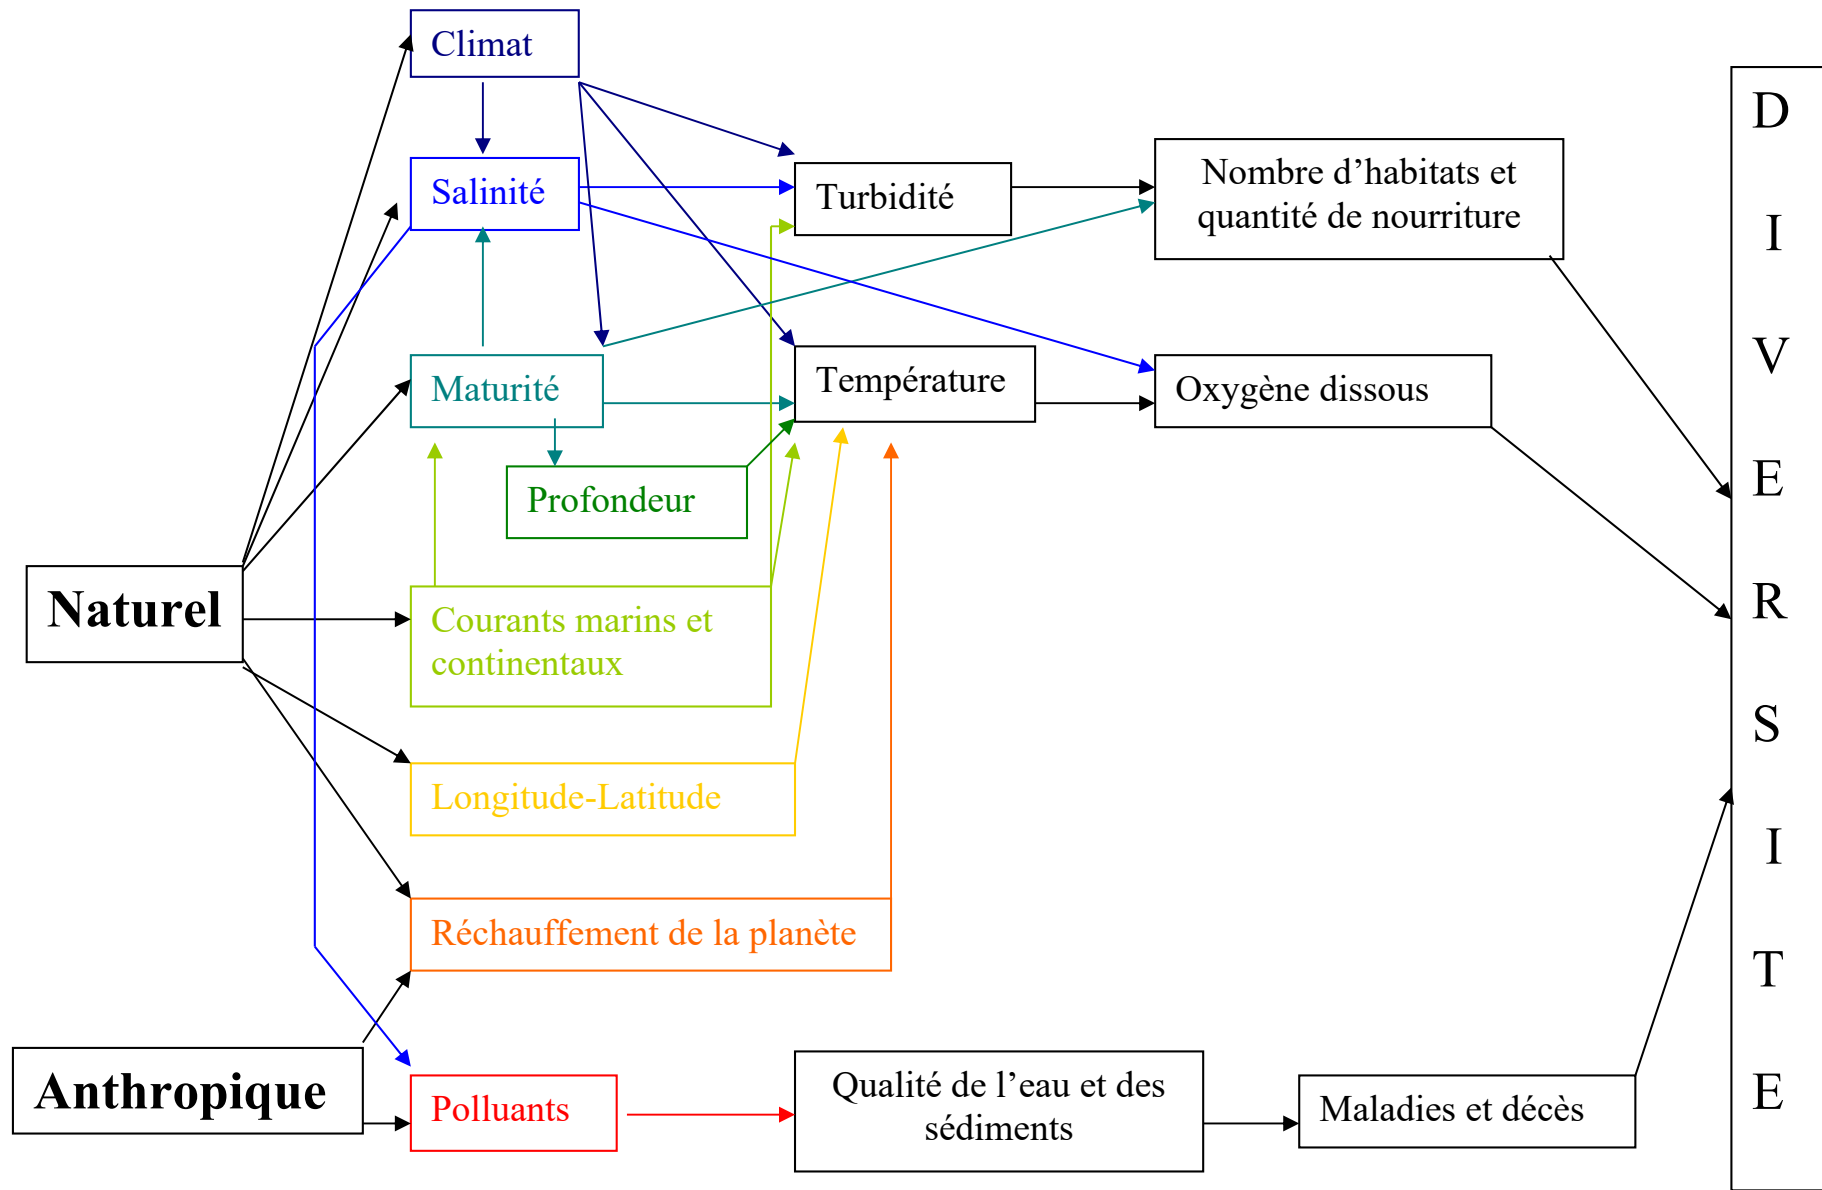 Climat
Salinité
Turbidité
Nombre d’habitats et
quantité de nourriture
Maturité
Température
Oxygène dissous
Profondeur
Naturel
Courants marins et
continentaux
Longitude-Latitude
Réchauffement de la planète
Anthropique
Polluants
Qualité de l’eau et des
sédiments
Maladies et décès
D
I
V
E
R
S
I
T
E